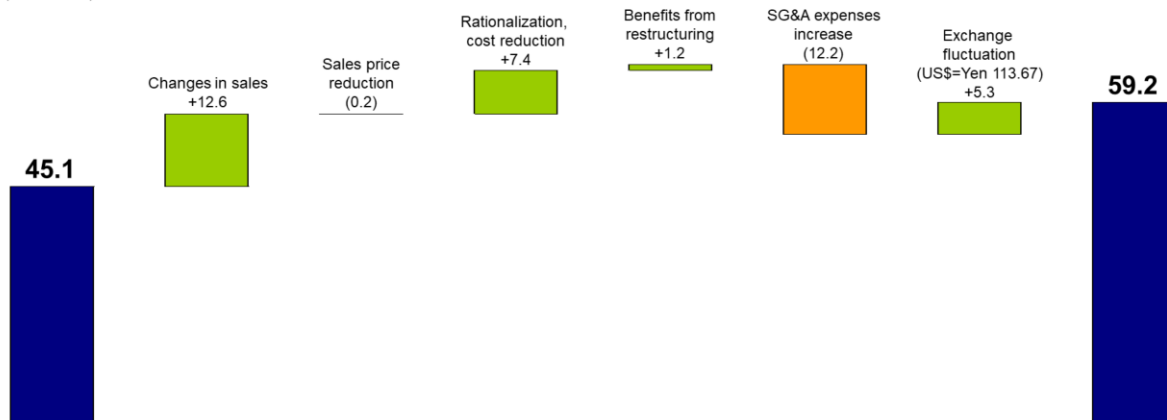 45.1
Changes in sales
+12.6
Sales price
reduction
(0.2)
Rationalization,
cost reduction
+7.4
Benefits from
restructuring
+1.2
SG&A expenses
increase
(12.2)
Exchange
fluctuation
(US$=Yen 113.67)
+5.3
59.2